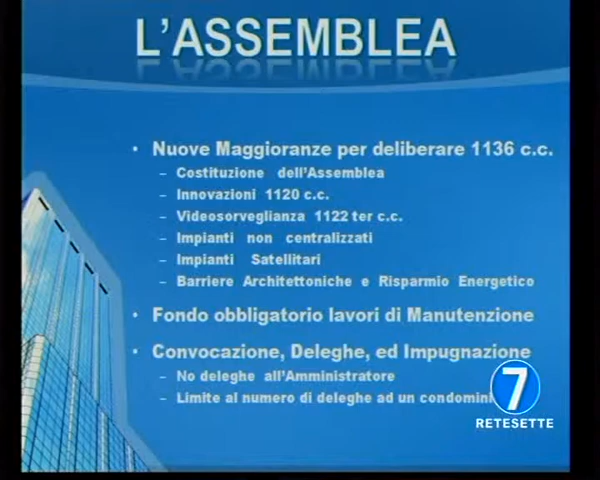 L'ASSEMBLEA
• Nuove Maggioranze per deliberare 1136 c.c.
– Costituzione dell'Assemblea
– Innovazioni 1120 c.c.
– Videosorveglianza 1122 ter c.c.
– Impianti non centralizzati
– Impianti Satellitari
– Barriere Architettoniche e Risparmio Energetico
• Fondo obbligatorio lavori di Manutenzione
• Convocazione, Deleghe, ed Impugnazione
– No deleghe all'Amministratore
– Limite al numero di deleghe ad un condomin
7
RETESETTE